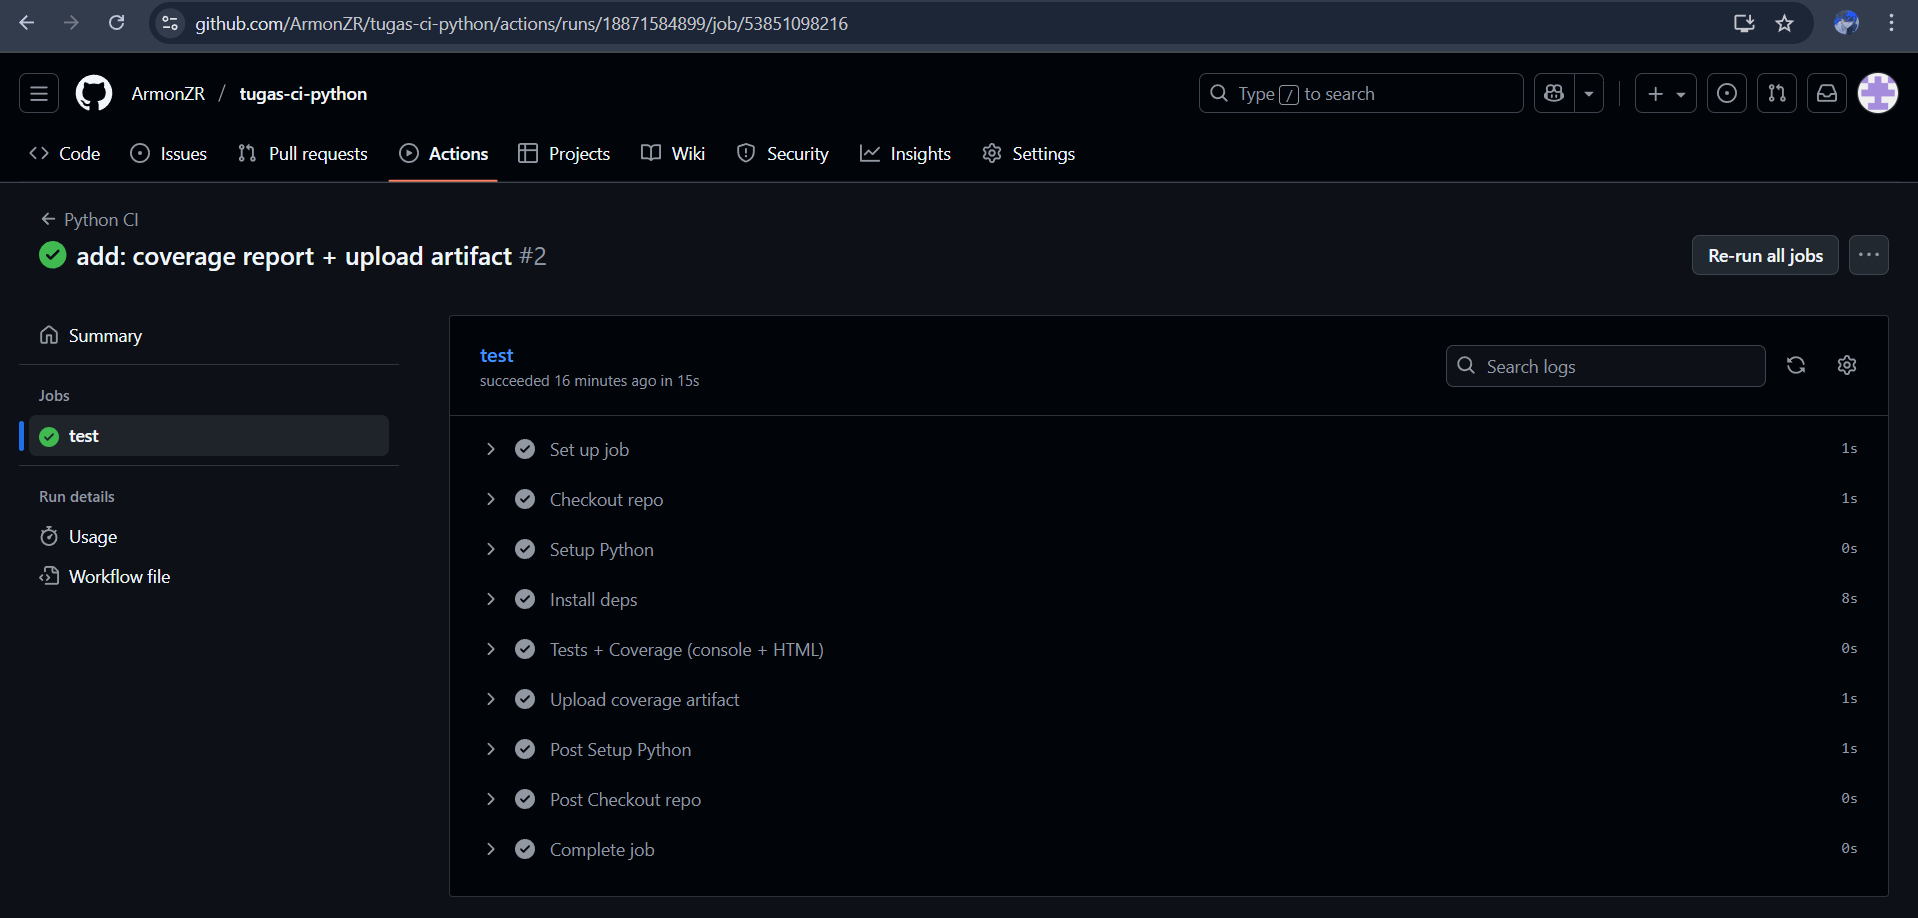 github.com/ArmonZR/tugas-ci-python/actions/runs/18871584899/job/53851098216
ArmonZR / tugas-ci-python
Type / to search
Code Issues Pull requests Actions Projects Wiki Security Insights Settings
Python CI
add: coverage report + upload artifact #2
Re-run all jobs
Summary
Jobs
test
Run details
Usage
Workflow file
test
succeeded 16 minutes ago in 15s
Search logs
Set up job 1s
Checkout repo 1s
Setup Python 0s
Install deps 8s
Tests + Coverage (console + HTML) 0s
Upload coverage artifact 1s
Post Setup Python 1s
Post Checkout repo 0s
Complete job 0s